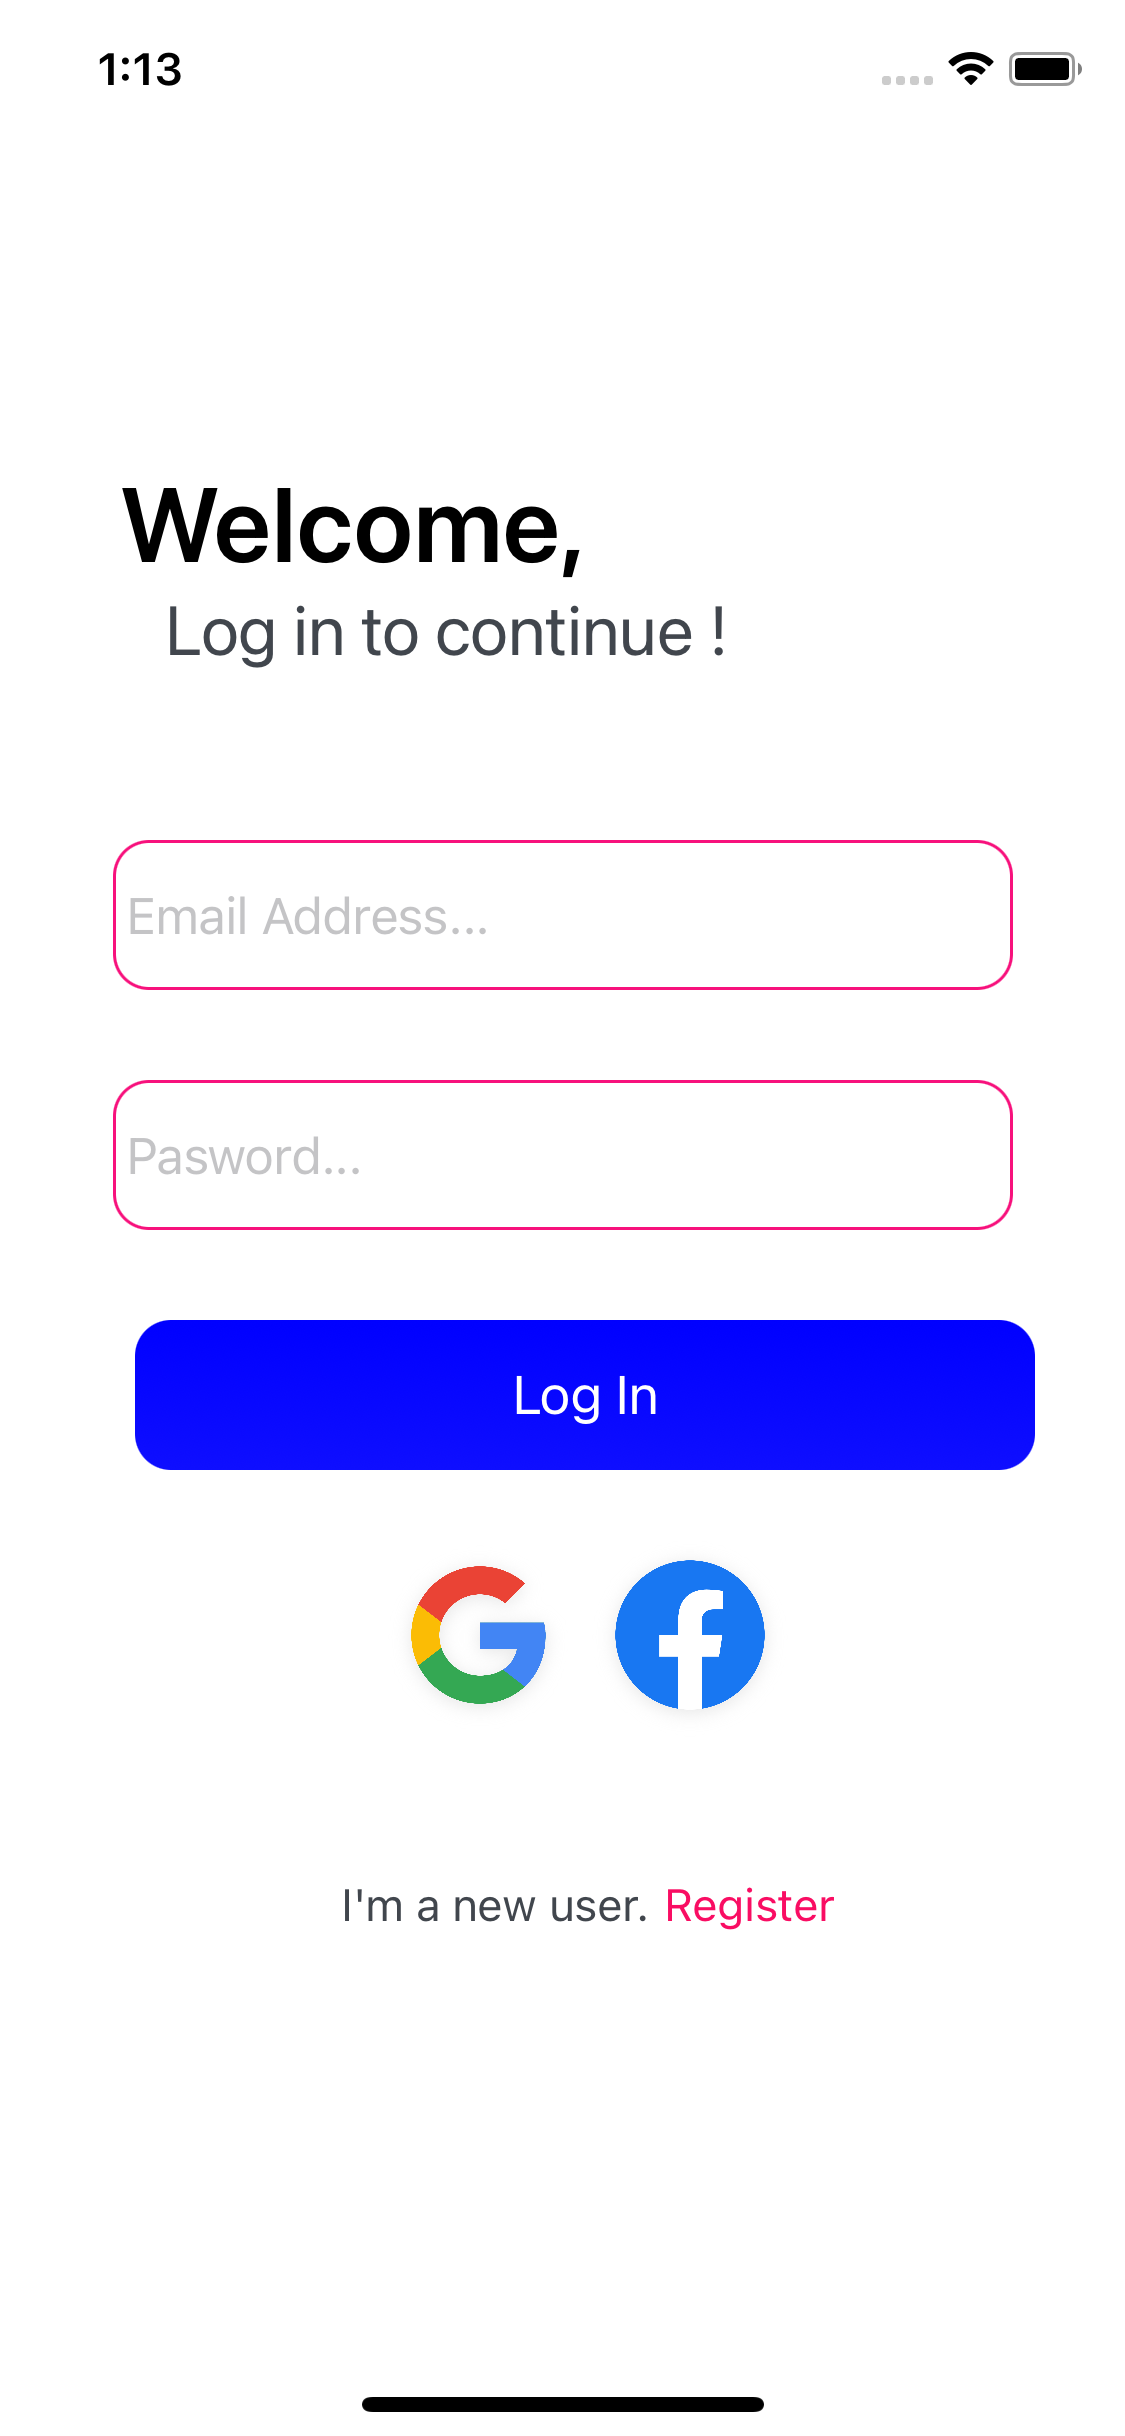 1:13
Welcome,
Log in to continue !
Email Address...
Pasword...
Log In
I'm a new user. Register